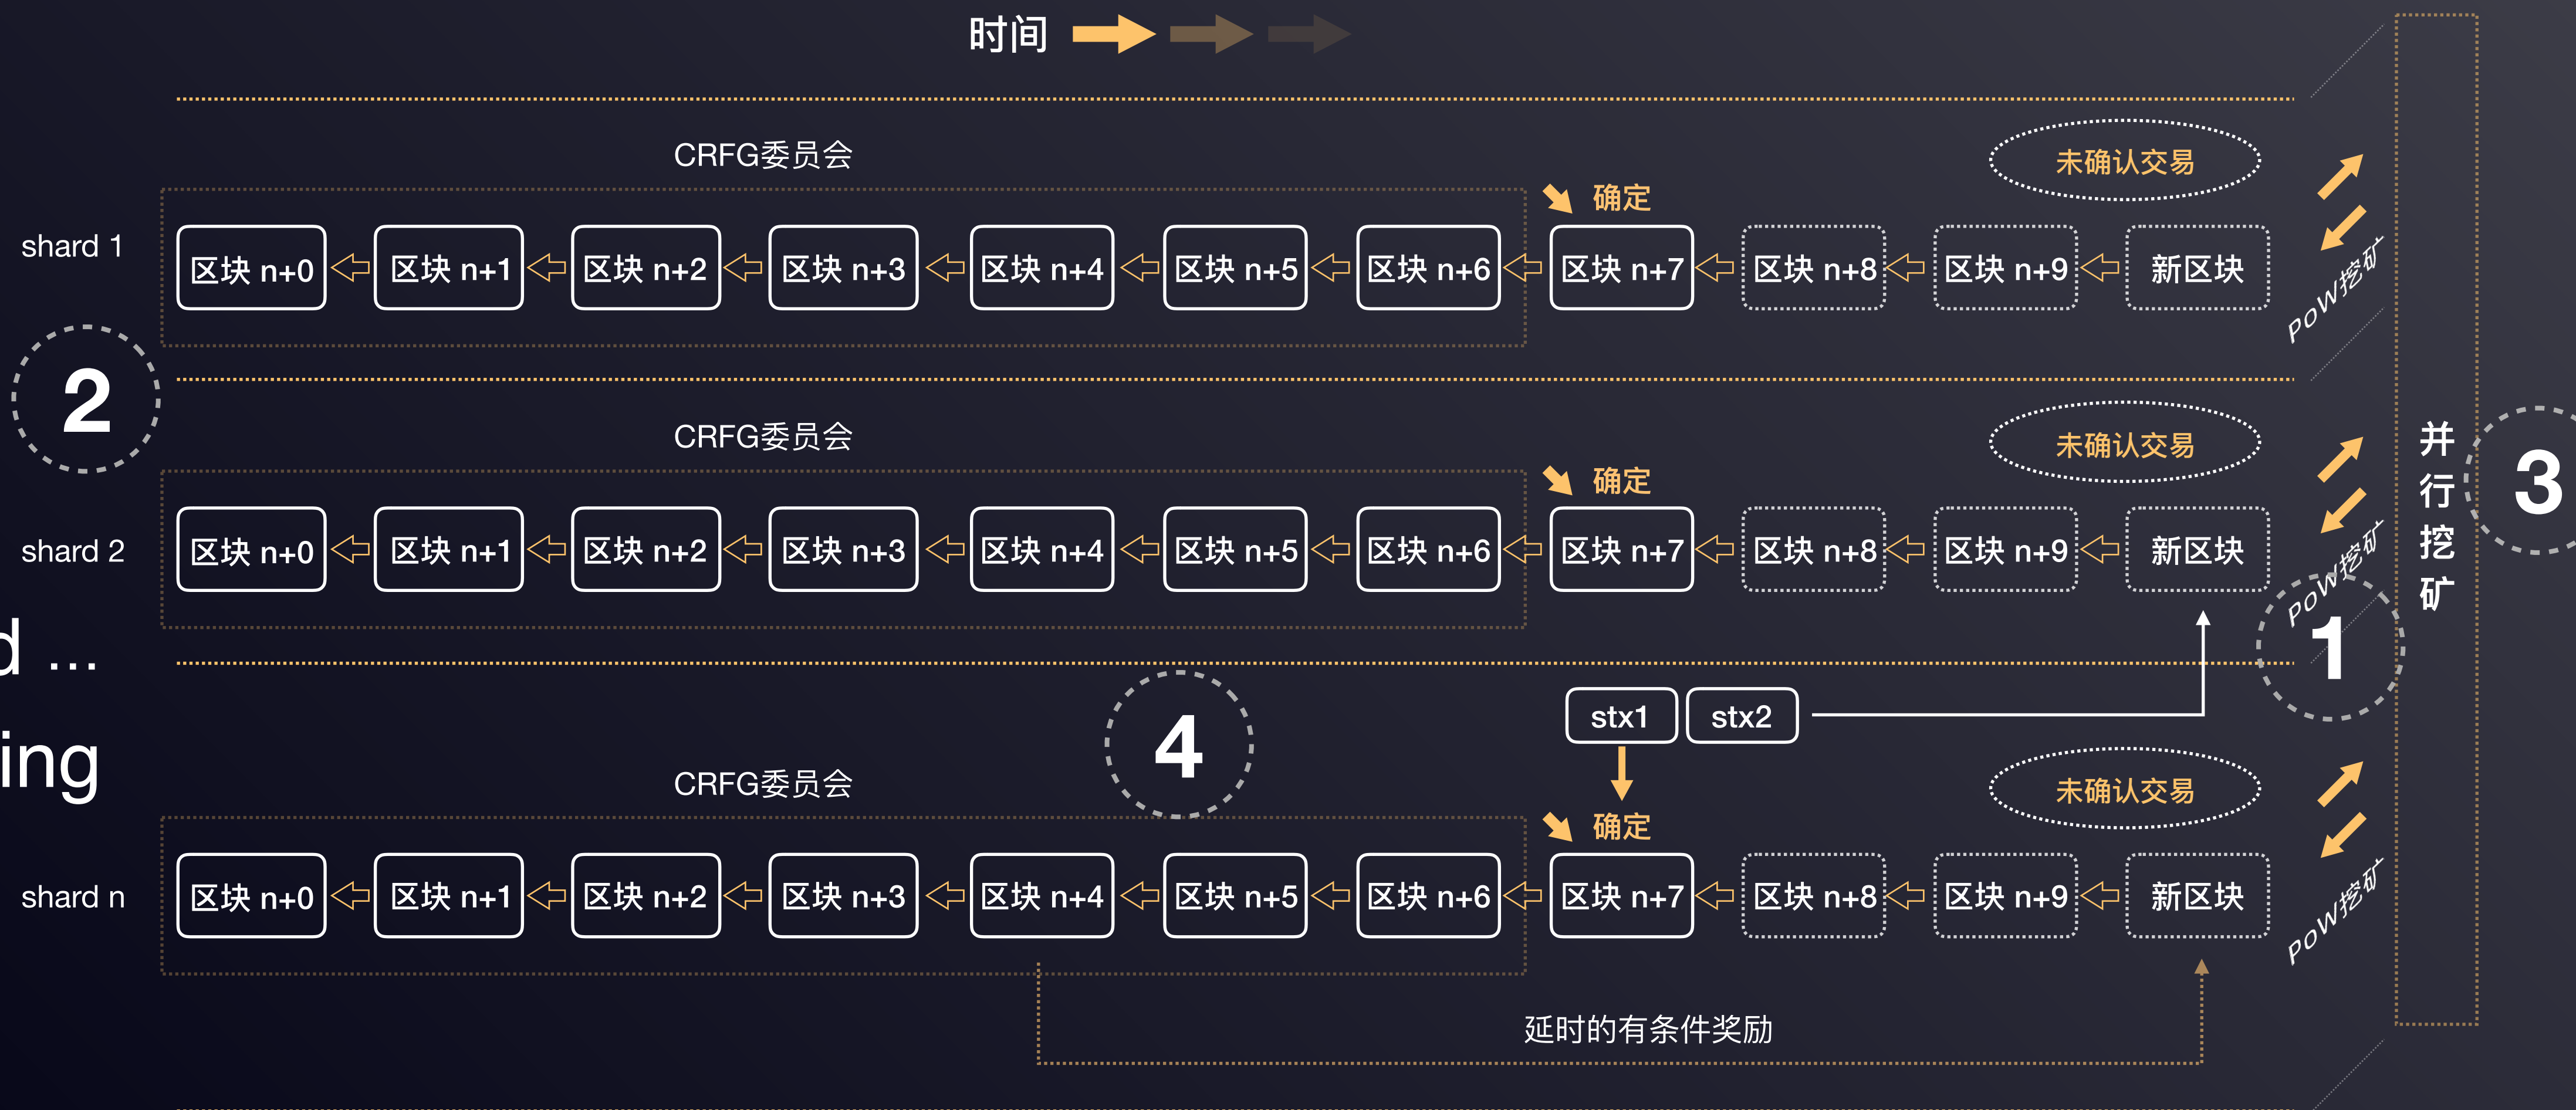 时间
CRFG委员会
未确认交易
确定
shard 1
区块 n+0
区块 n+1
区块 n+2
区块 n+3
区块 n+4
区块 n+5
区块 n+6
区块 n+7
区块 n+8
区块 n+9
新区块
PoW挖矿
2
CRFG委员会
未确认交易
确定
shard 2
区块 n+0
区块 n+1
区块 n+2
区块 n+3
区块 n+4
区块 n+5
区块 n+6
区块 n+7
区块 n+8
区块 n+9
新区块
PoW挖矿
并行挖矿
3
1
d ...
stx1
stx2
4
ing
CRFG委员会
未确认交易
确定
shard n
区块 n+0
区块 n+1
区块 n+2
区块 n+3
区块 n+4
区块 n+5
区块 n+6
区块 n+7
区块 n+8
区块 n+9
新区块
PoW挖矿
延时的有条件奖励